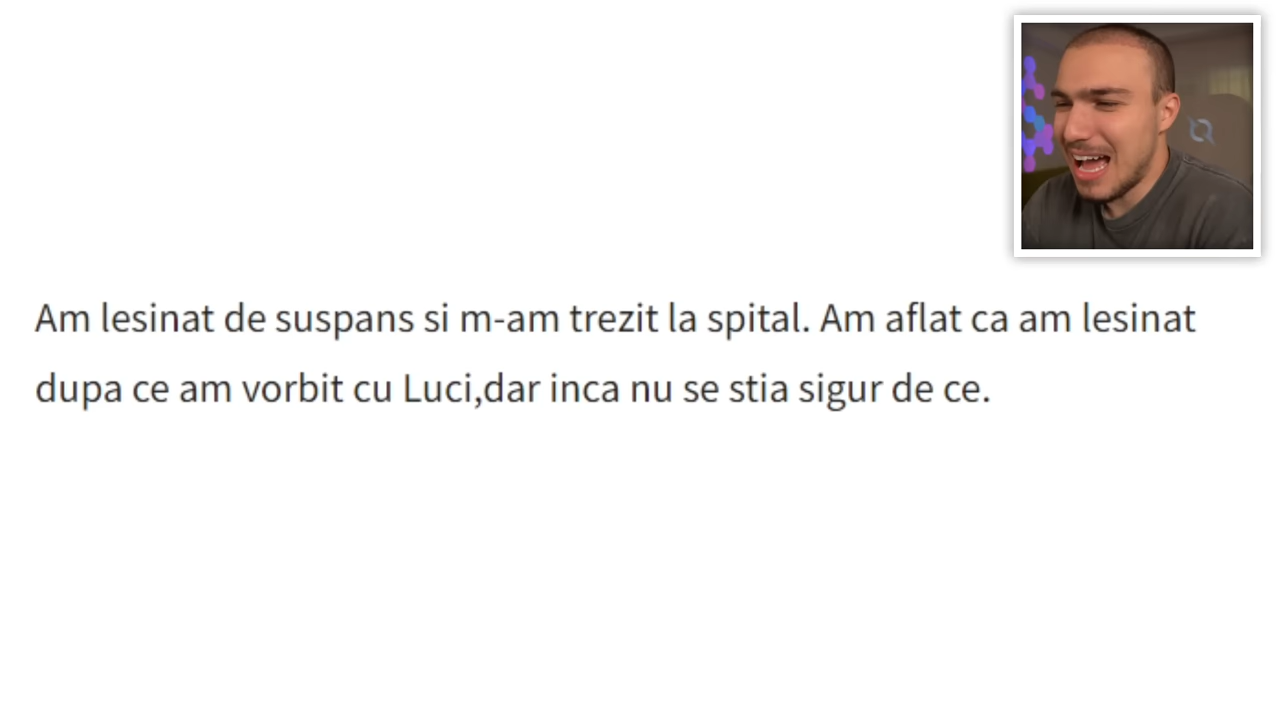 Am lesinat de suspans si m-am trezit la spital. Am aflat ca am lesinat
dupa ce am vorbit cu Luci,dar inca nu se stia sigur de ce.